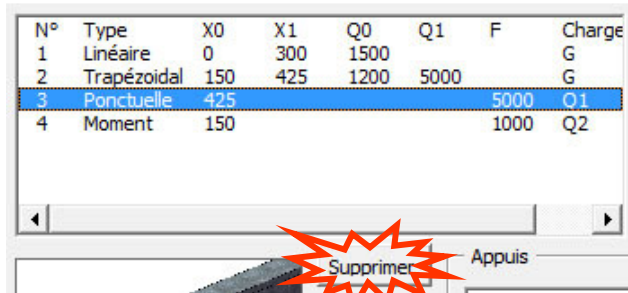 N° Type X0 X1 Q0 Q1 F Charge
1 Linéaire 0 300 1500 G
2 Trapézoidal 150 425 1200 5000 G
3 Ponctuelle 425 5000 Q1
4 Moment 150 1000 Q2
Supprimer Appuis